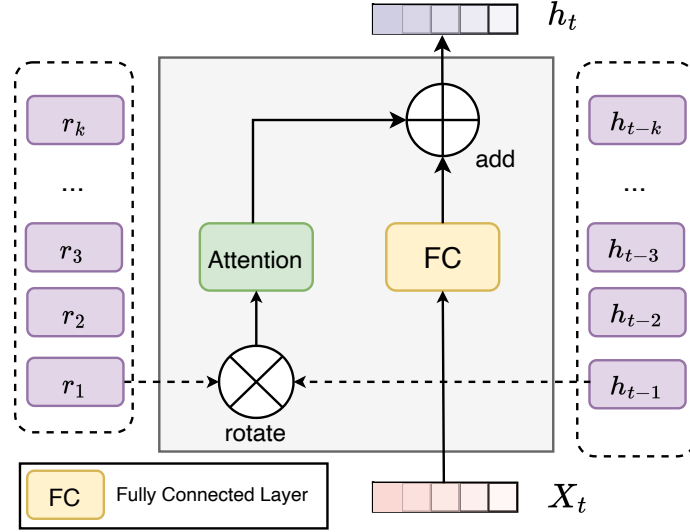 h_t
r_k
...
r_3
r_2
r_1
add
Attention
FC
rotate
h_{t-k}
...
h_{t-3}
h_{t-2}
h_{t-1}
FC Fully Connected Layer
X_t